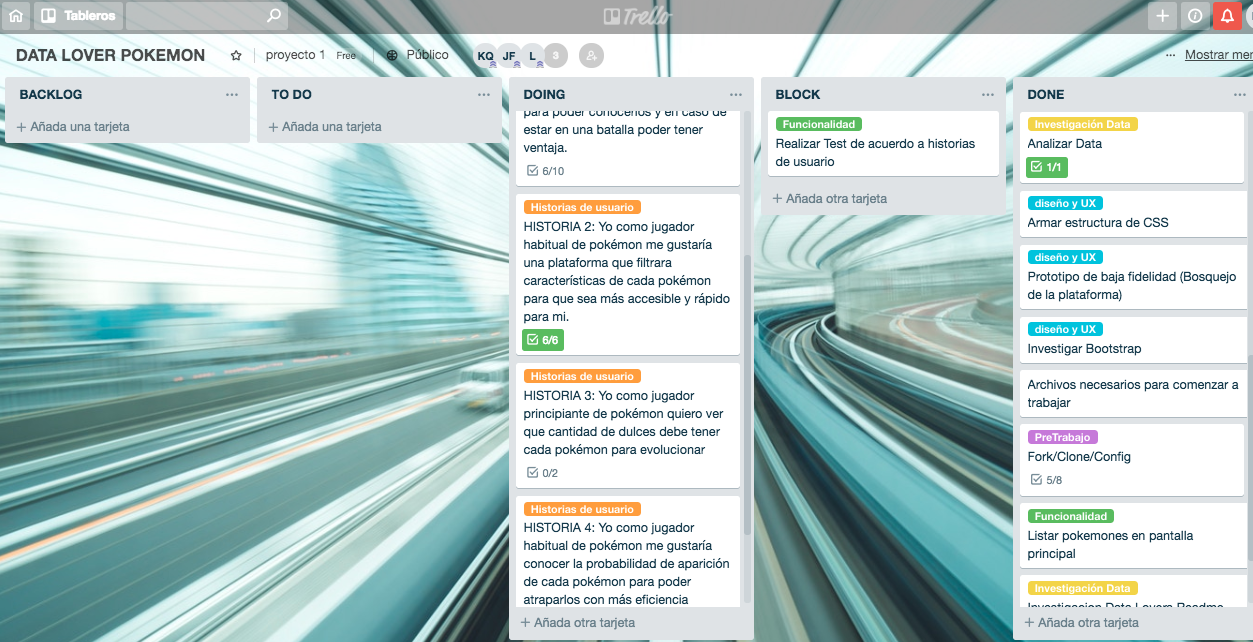 Tableros
Trello
DATA LOVER POKEMON
proyecto 1
Free
Público
KQ
JF
L
3
Mostrar
BACKLOG
Añada una tarjeta
TO DO
Añada una tarjeta
DOING
para poder conocerlos y en caso de
estar en una batalla poder tener
ventaja.
6/10
Historias de usuario
HISTORIA 2: Yo como jugador
habitual de pokémon me gustaría
una plataforma que filtrara
características de cada pokémon
para que sea más accesible y rápido
para mi.
6/6
Historias de usuario
HISTORIA 3: Yo como jugador
principiante de pokémon quiero ver
que cantidad de dulces debe tener
cada pokémon para evolucionar
0/2
Historias de usuario
HISTORIA 4: Yo como jugador
habitual de pokémon me gustaría
conocer la probabilidad de aparición
de cada pokémon para poder
atraparlos con más eficiencia
Añada otra tarjeta
BLOCK
Funcionalidad
Realizar Test de acuerdo a historias
de usuario
Añada otra tarjeta
DONE
Investigación Data
Analizar Data
1/1
diseño y UX
Armar estructura de CSS
diseño y UX
Prototipo de baja fidelidad (Bosquejo
de la plataforma)
diseño y UX
Investigar Bootstrap
Archivos necesarios para comenzar a
trabajar
PreTrabajo
Fork/Clone/Config
5/8
Funcionalidad
Listar pokemones en pantalla
principal
Investigación Data
Investigacion Data Lovers Readme
Añada otra tarjeta